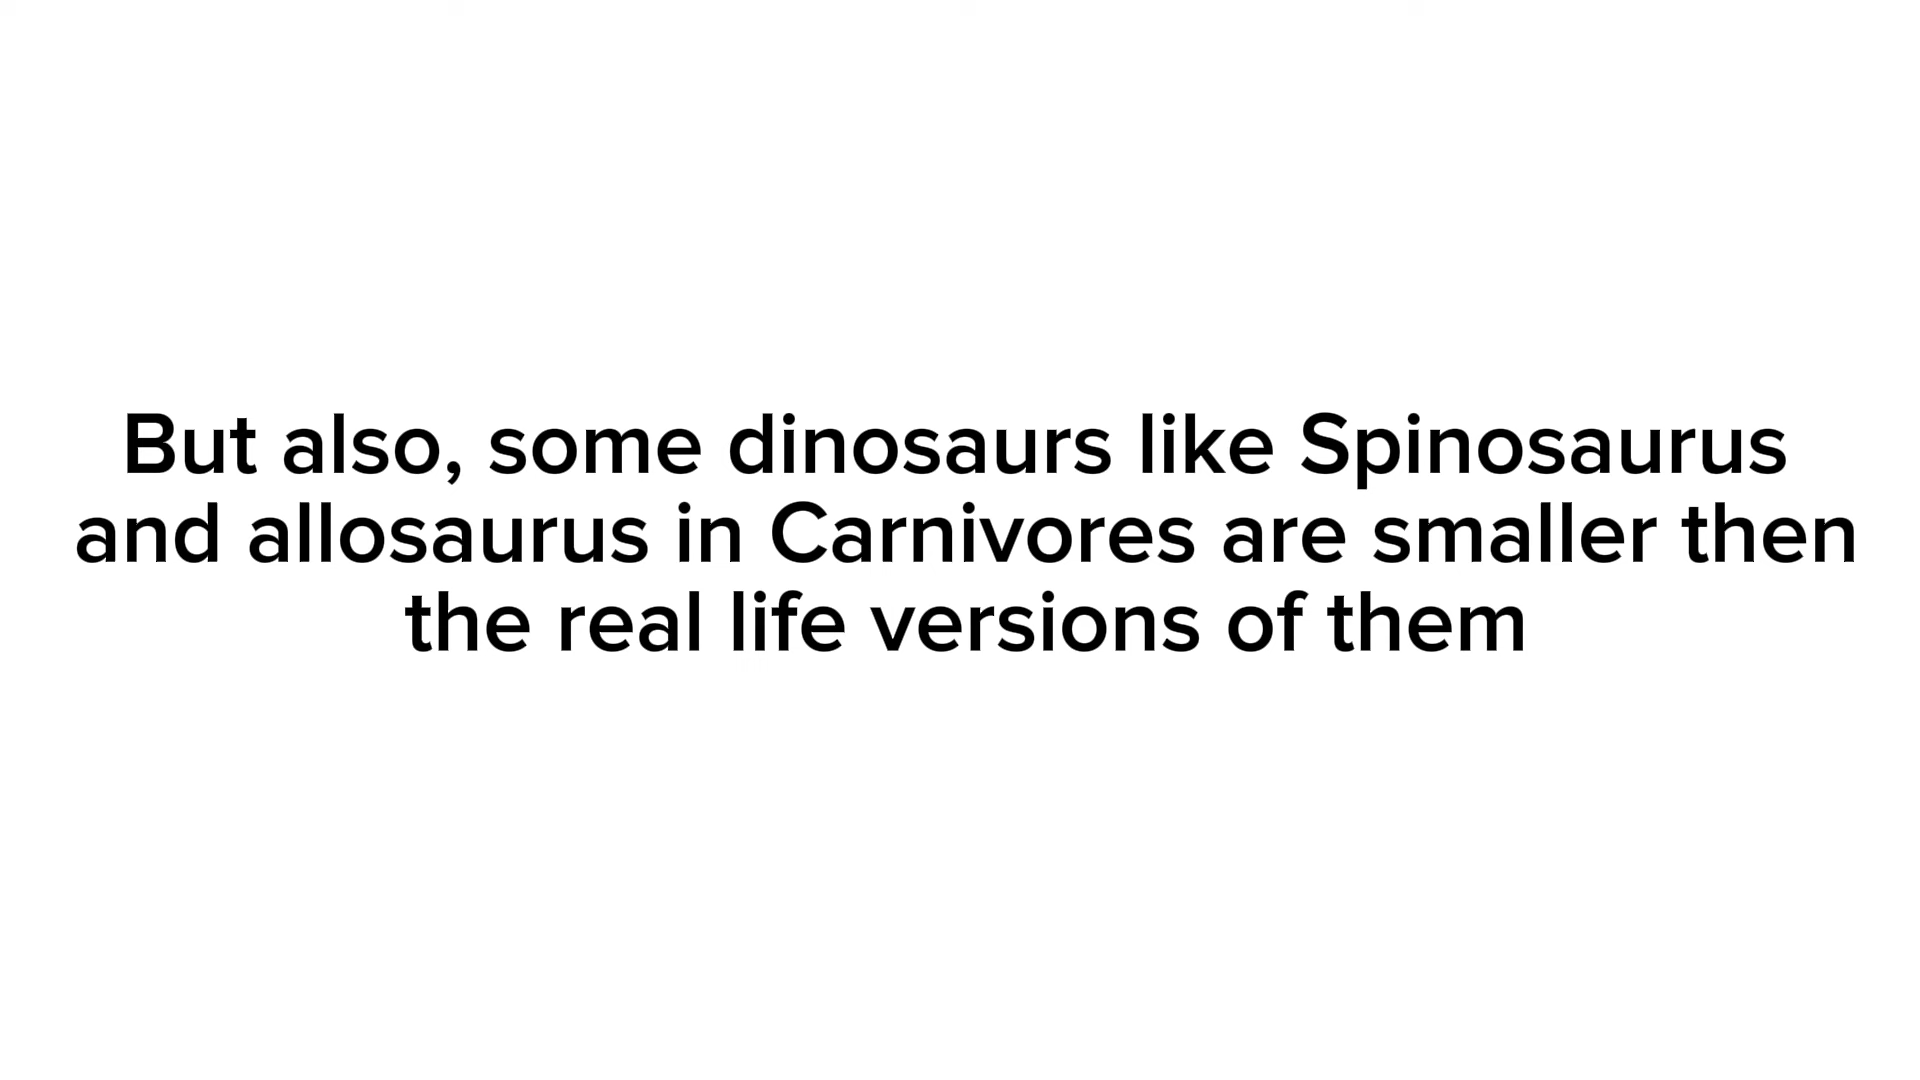 But also, some dinosaurs like Spinosaurus
and allosaurus in Carnivores are smaller then
the real life versions of them